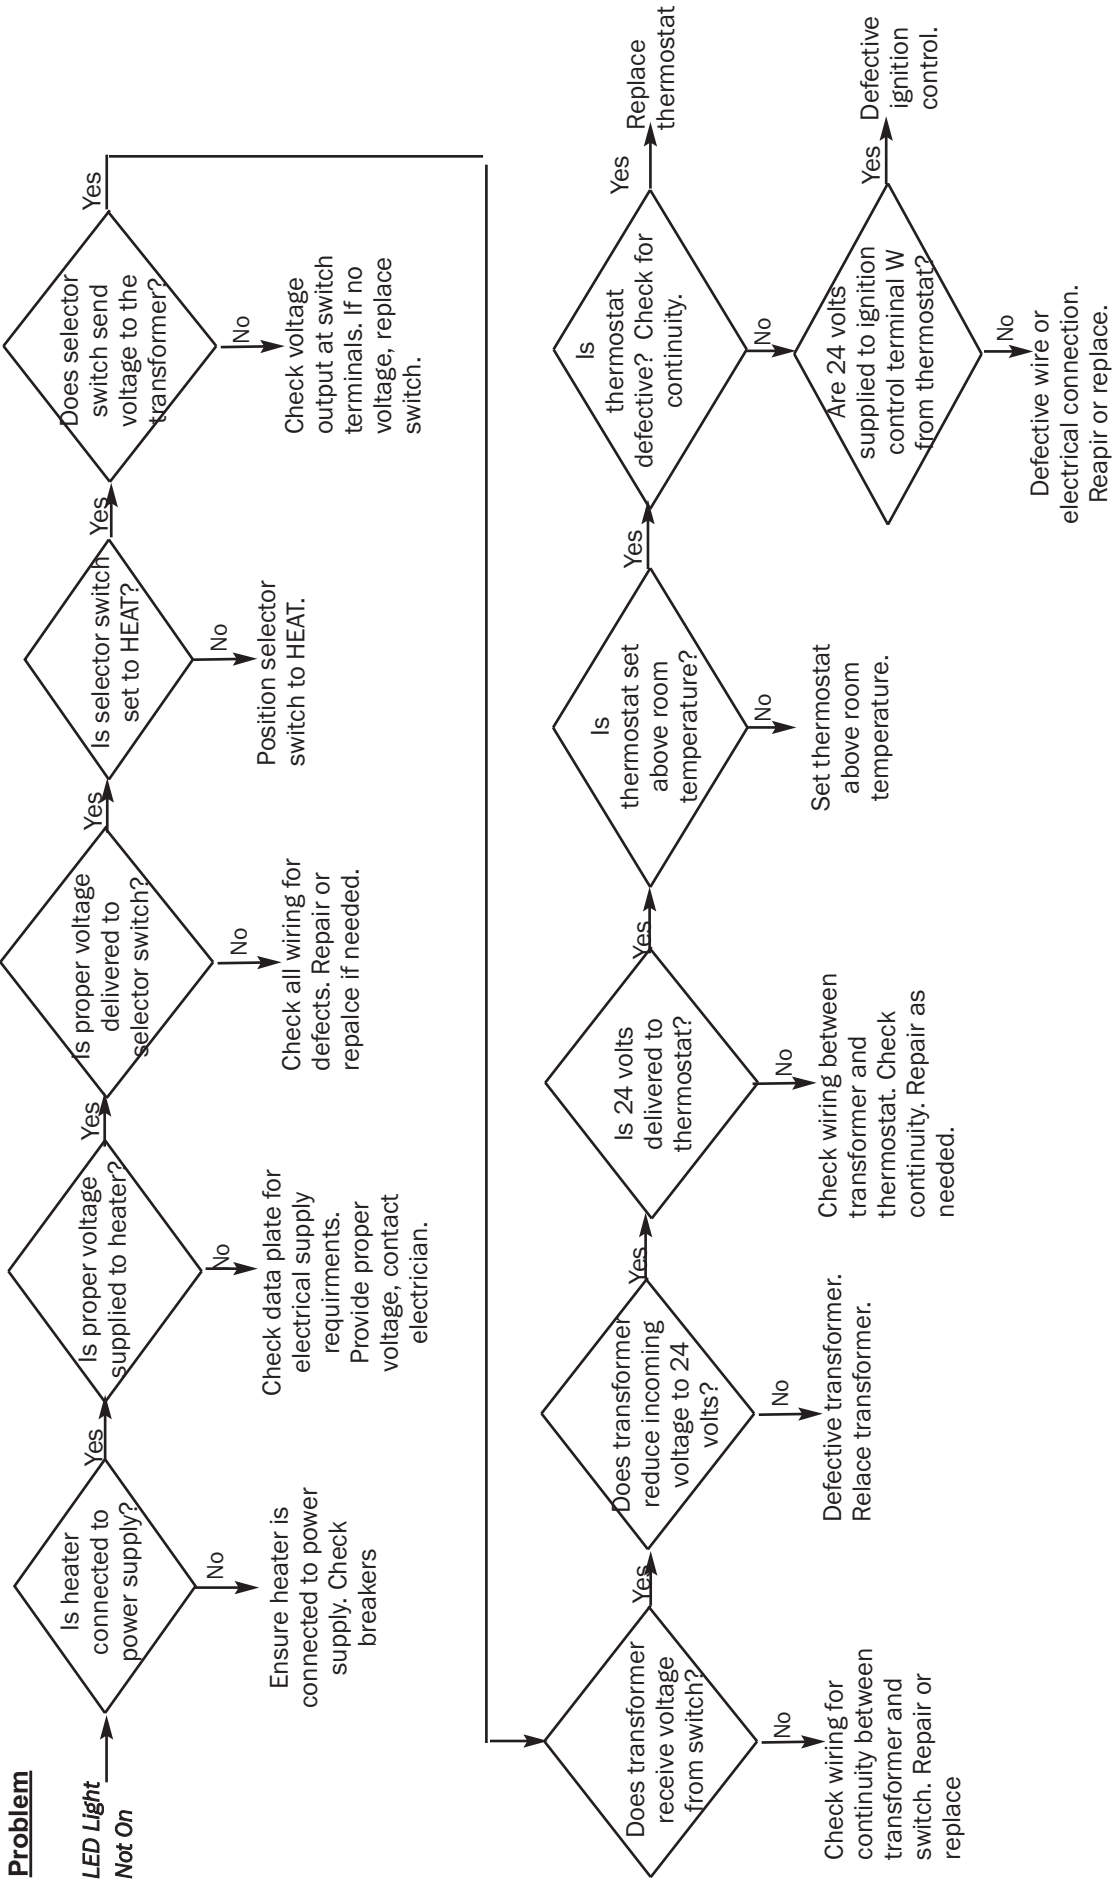 Problem
LED Light
Not On
Is heater
connected to
power supply?
Yes
No
Ensure heater is
connected to power
supply. Check
breakers
Is proper voltage
supplied to heater?
Yes
No
Check data plate for
electrical supply
requirments.
Provide proper
voltage, contact
electrician.
Is proper voltage
delivered to
selector switch?
Yes
No
Check all wiring for
defects. Repair or
repalce if needed.
Is selector switch
set to HEAT?
Yes
No
Position selector
switch to HEAT.
Does selector
switch send
voltage to the
transformer?
Yes
No
Check voltage
output at switch
terminals. If no
voltage, replace
switch.
Does transformer
receive voltage
from switch?
Yes
No
Check wiring for
continuity between
transformer and
switch. Repair or
replace
Does transformer
reduce incoming
voltage to 24
volts?
Yes
No
Defective transformer.
Relace transformer.
Is 24 volts
delivered to
thermostat?
Yes
No
Check wiring between
transformer and
thermostat. Check
continuity. Repair as
needed.
Is
thermostat set
above room
temperature?
Yes
No
Set thermostat
above room
temperature.
Is
thermostat
defective? Check for
continuity.
Yes
Replace
thermostat
No
Are 24 volts
supplied to ignition
control terminal W
from thermostat?
Yes
Defective
ignition
control.
No
Defective wire or
electrical connection.
Reapir or replace.